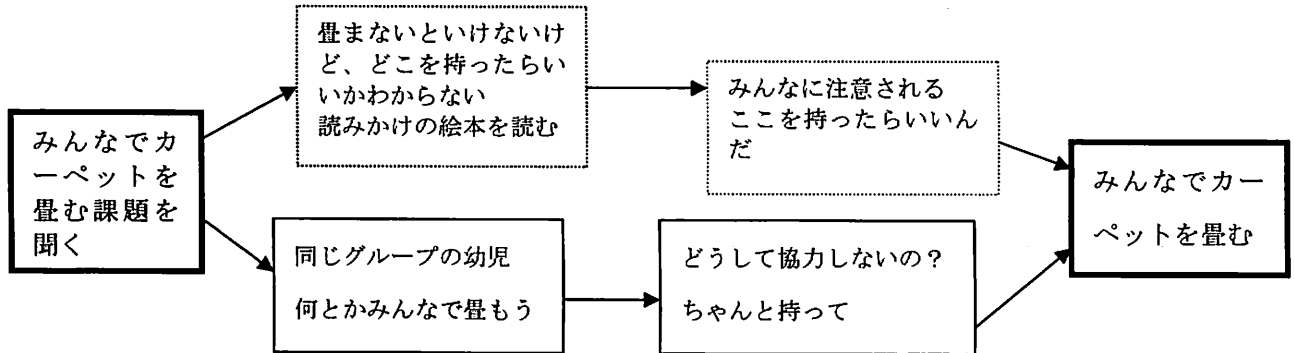 みんなでカ
ーペットを
畳む課題を
聞く
畳まないといけないけ
ど、どこを持ったらい
いかわからない
読みかけの絵本を読む
みんなに注意される
ここを持ったらいいん
だ
同じグループの幼児
何とかみんなで畳もう
どうして協力しないの?
ちゃんと持って
みんなでカー
ペットを畳む